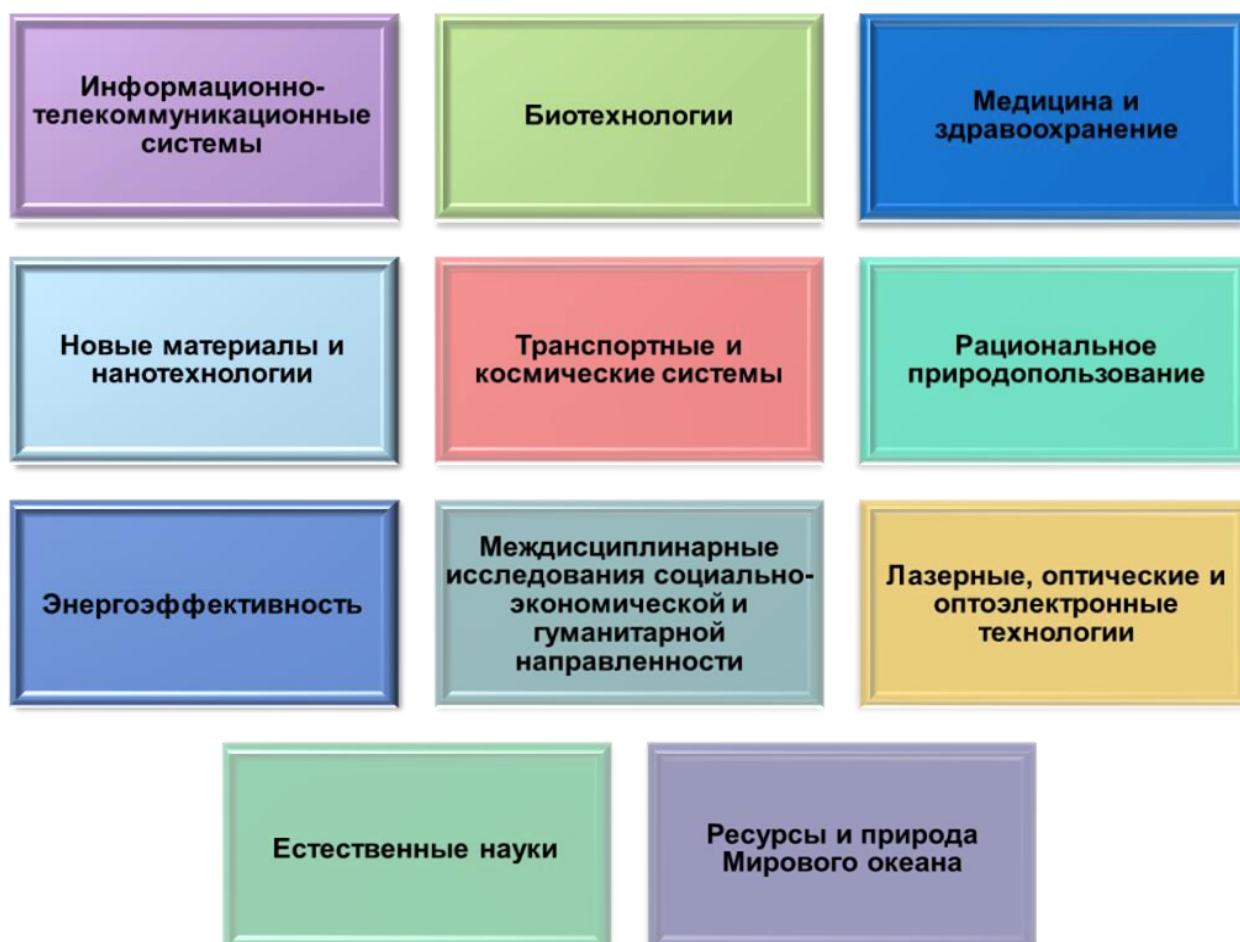 Информационно-
телекоммуникационные
системы
Биотехнологии
Медицина и
здравоохранение
Новые материалы и
нанотехнологии
Транспортные и
космические системы
Рациональное
природопользование
Энергоэффективность
Междисциплинарные
исследования социально-
экономической и
гуманитарной
направленности
Лазерные, оптические и
оптоэлектронные
технологии
Естественные науки
Ресурсы и природа
Мирового океана